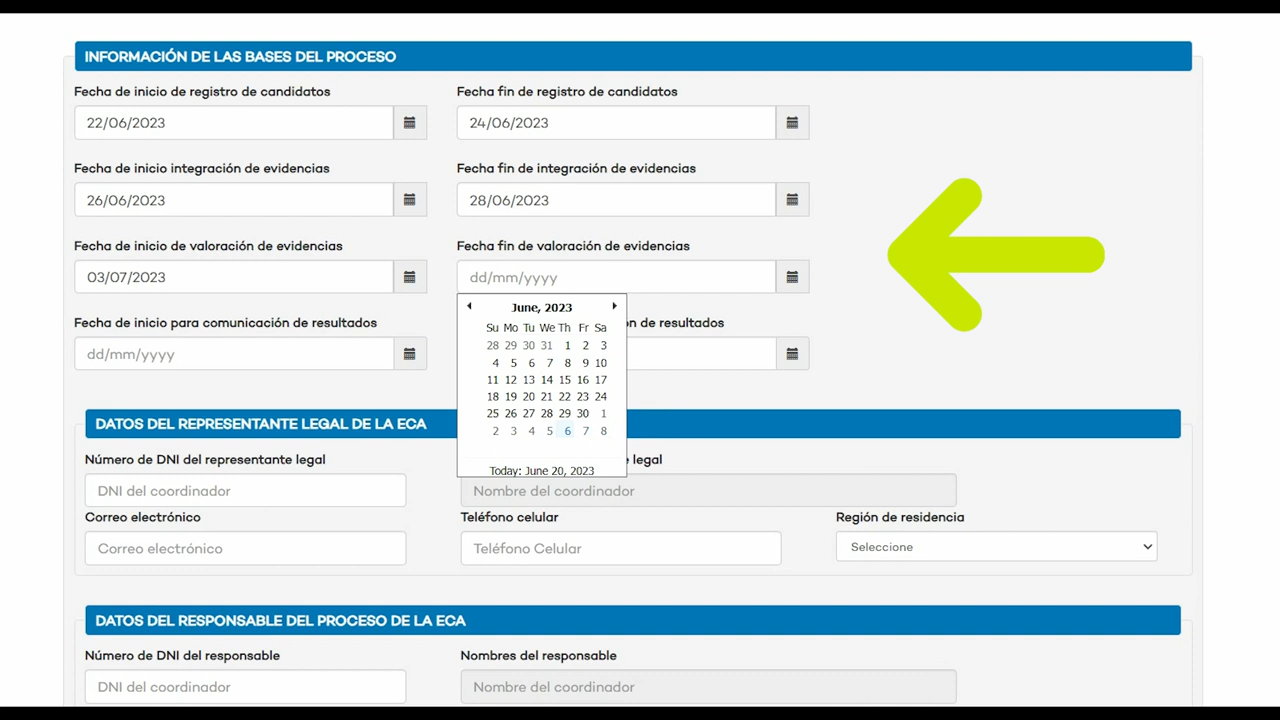 INFORMACIÓN DE LAS BASES DEL PROCESO
Fecha de inicio de registro de candidatos
Fecha fin de registro de candidatos
22/06/2023
24/06/2023
Fecha de inicio integración de evidencias
Fecha fin de integración de evidencias
26/06/2023
28/06/2023
Fecha de inicio de valoración de evidencias
Fecha fin de valoración de evidencias
03/07/2023
dd/mm/yyyy
June, 2023
Su Mo Tu We Th Fr Sa
28 29 30 31 1 2 3
4 5 6 7 8 9 10
11 12 13 14 15 16 17
18 19 20 21 22 23 24
25 26 27 28 29 30 1
2 3 4 5 6 7 8
Today: June 20, 2023
Fecha de inicio para comunicación de resultados
n de resultados
dd/mm/yyyy
DATOS DEL REPRESENTANTE LEGAL DE LA ECA
Número de DNI del representante legal
legal
DNI del coordinador
Nombre del coordinador
Correo electrónico
Teléfono celular
Región de residencia
Correo electrónico
Teléfono Celular
Seleccione
DATOS DEL RESPONSABLE DEL PROCESO DE LA ECA
Número de DNI del responsable
Nombres del responsable
DNI del coordinador
Nombre del coordinador